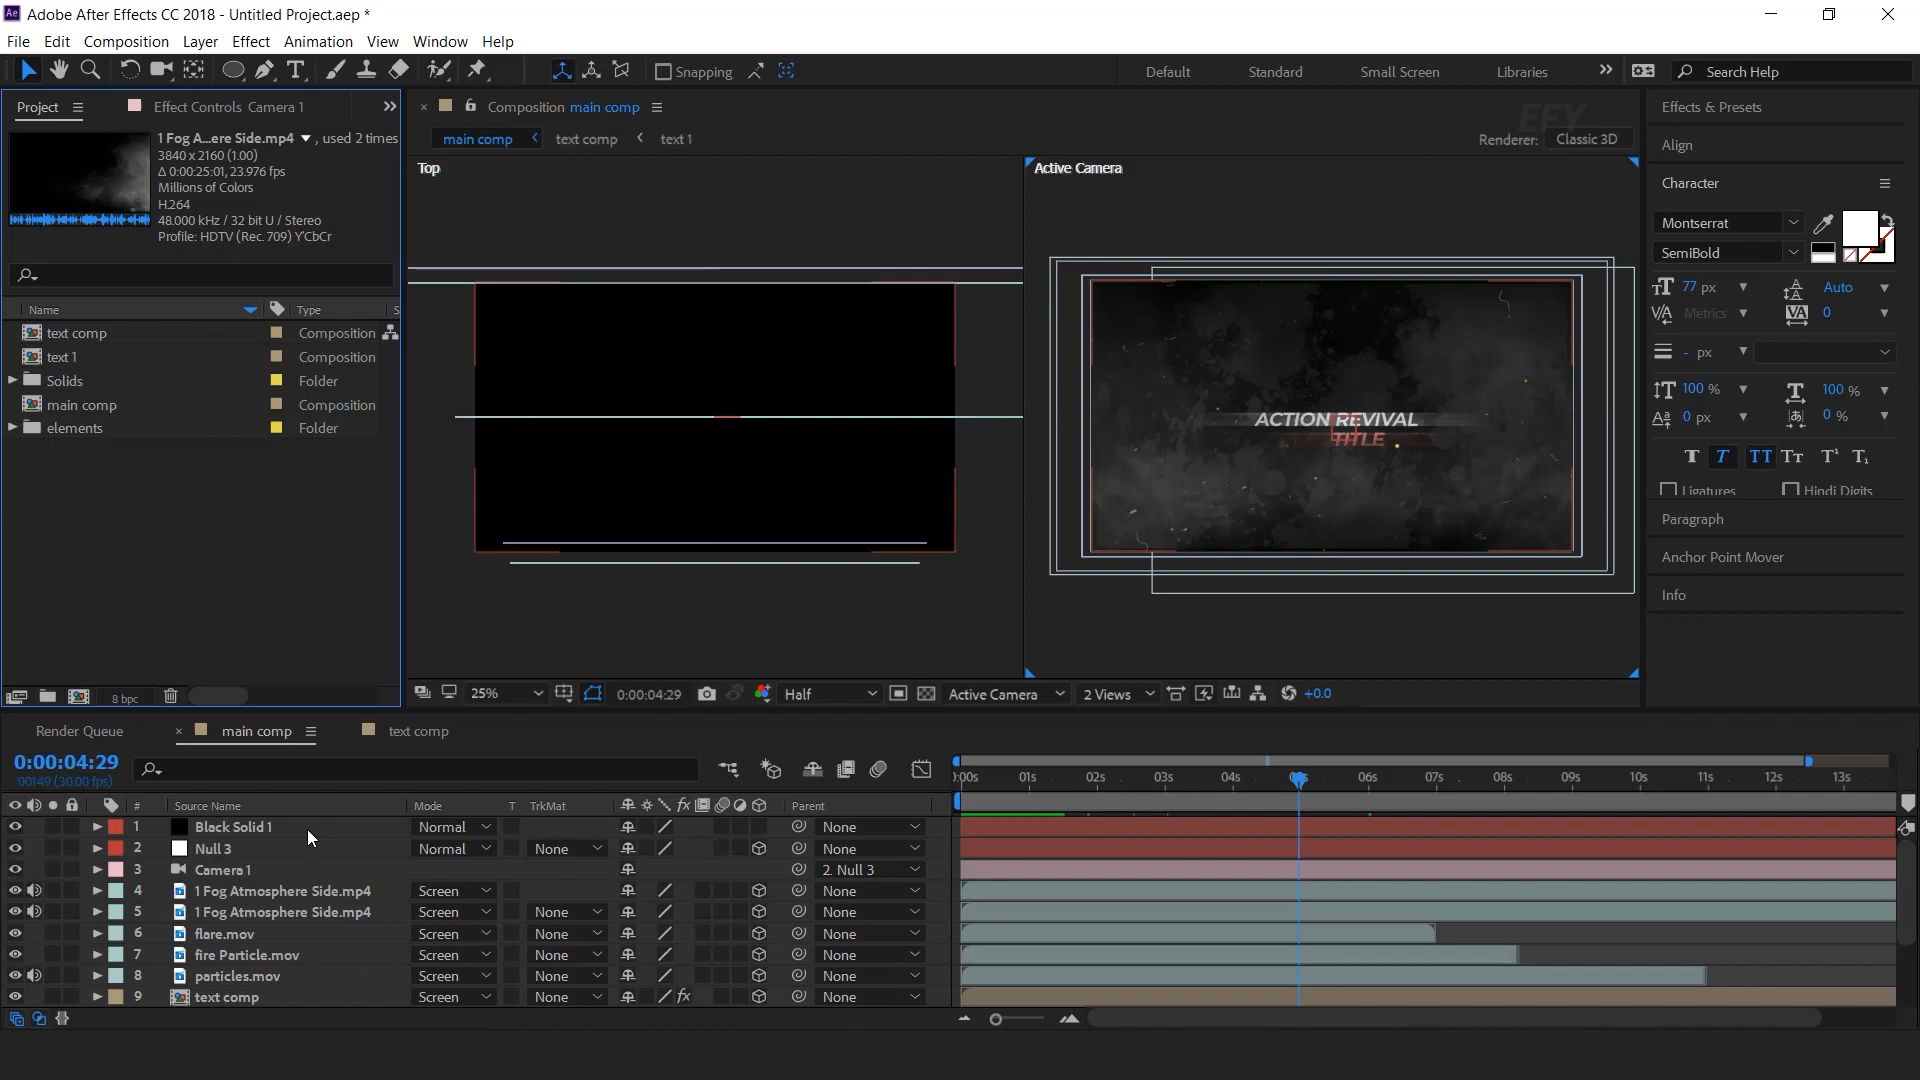 Ae Adobe After Effects CC 2018 - Untitled Project.aep *
File Edit Composition Layer Effect Animation View Window Help
Snapping
Default Standard Small Screen Libraries
Search Help
Project
Effect Controls Camera 1
1 Fog A...ere Side.mp4 , used 2 times
3840 x 2160 (1.00)
Δ 0:00:25:01, 23.976 fps
Millions of Colors
H.264
48.000 kHz / 32 bit U / Stereo
Profile: HDTV (Rec. 709) Y'CbCr
Name Type S
text comp Composition
text 1 Composition
Solids Folder
main comp Composition
elements Folder
8 bpc
Composition main comp
main comp text comp text 1
EFY
Renderer: Classic 3D
Top
Active Camera
ACTION REVIVAL
TITLE
25% 0:00:04:29 Half Active Camera 2 Views +0.0
Effects & Presets
Align
Character
Montserrat
SemiBold
77 px Auto
Metrics 0
- px
100 % 100 %
0 px 0 %
T T TT Tт T¹ T₁
Ligatures Hindi Digits
Paragraph
Anchor Point Mover
Info
Render Queue
main comp
text comp
0:00:04:29
00149 (30.00 fps)
# Source Name Mode T TrkMat fx Parent
1 Black Solid 1 Normal None
2 Null 3 Normal None None
3 Camera 1 2. Null 3
4 1 Fog Atmosphere Side.mp4 Screen None
5 1 Fog Atmosphere Side.mp4 Screen None None
6 flare.mov Screen None None
7 fire Particle.mov Screen None None
8 particles.mov Screen None None
9 text comp Screen None fx None
):00s 01s 02s 03s 04s 06s 07s 08s 09s 10s 11s 12s 13s